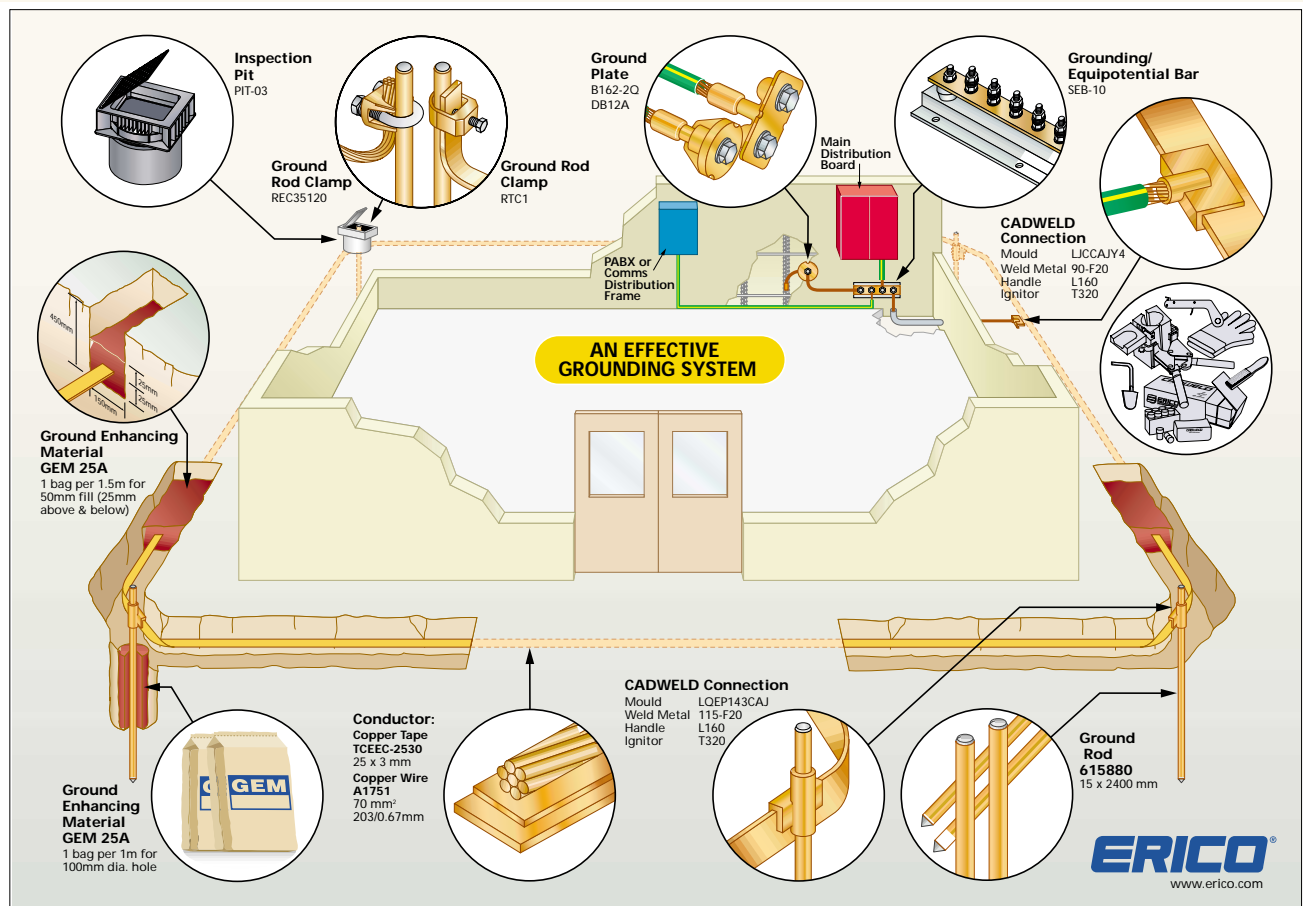 Inspection
Pit
PIT-03
Ground
Rod Clamp
REC35120
Ground Rod
Clamp
RTC1
Ground
Plate
B162-2Q
DB12A
Main
Distribution
Board
Grounding/
Equipotential Bar
SEB-10
CADWELD
Connection
Mould LJCCAJY4
Weld Metal 90-F20
Handle L160
Ignitor T320
PABX or
Comms
Distribution
Frame
AN EFFECTIVE
GROUNDING SYSTEM
450mm
25mm
25mm
150mm
Ground Enhancing
Material
GEM 25A
1 bag per 1.5m for
50mm fill (25mm
above & below)
ERICO
CADWELD Connection
Mould LQEP143CAJ
Weld Metal 115-F20
Handle L160
Ignitor T320
Conductor:
Copper Tape
TCEEC-2530
25 x 3 mm
Copper Wire
A1751
70 mm²
203/0.67mm
Ground
Rod
615880
15 x 2400 mm
Ground
Enhancing
Material
GEM 25A
1 bag per 1m for
100mm dia. hole
G
GEM
ERICO®
www.erico.com